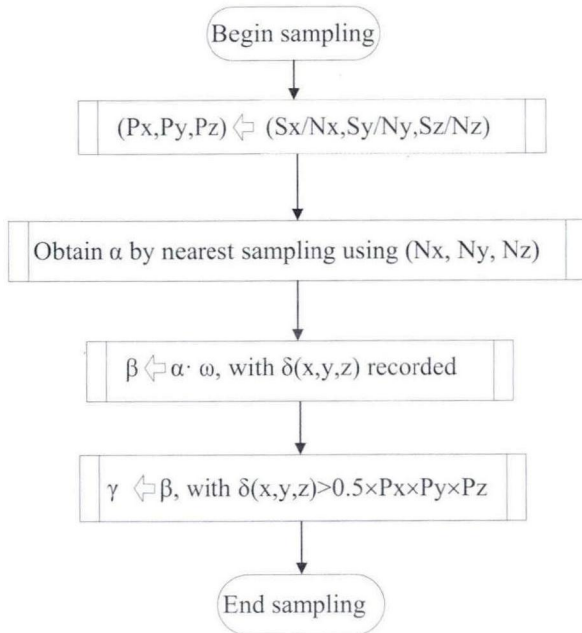 Begin sampling
(Px,Py,Pz) ⇦ (Sx/Nx,Sy/Ny,Sz/Nz)
Obtain α by nearest sampling using (Nx, Ny, Nz)
β ⇦ α· ω, with δ(x,y,z) recorded
γ ⇦ β, with δ(x,y,z)>0.5×Px×Py×Pz
End sampling